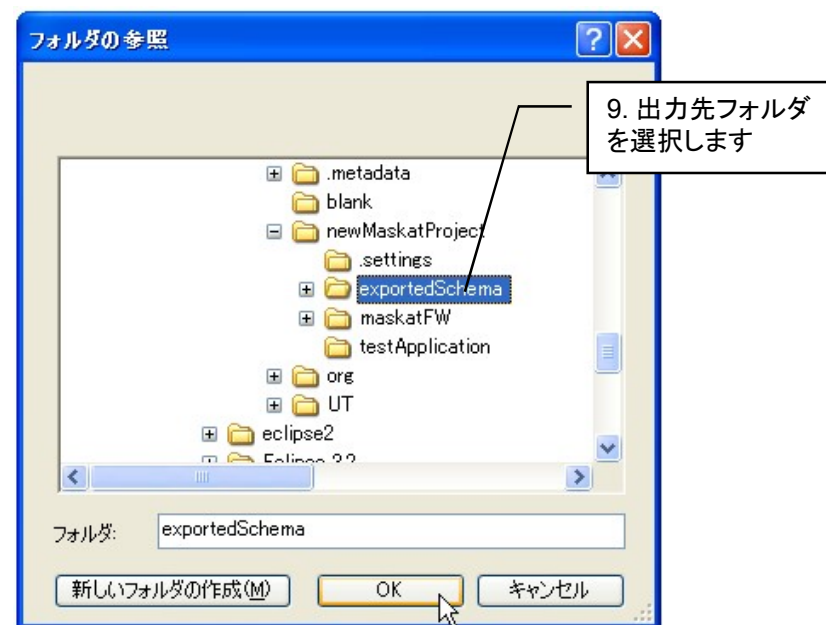 フォルダの参照
9. 出力先フォルダ
を選択します
.metadata
blank
newMaskatProject
.settings
exportedSchema
maskatFW
testApplication
org
UT
eclipse2
フォルダ:
exportedSchema
新しいフォルダの作成(M)
OK
キャンセル